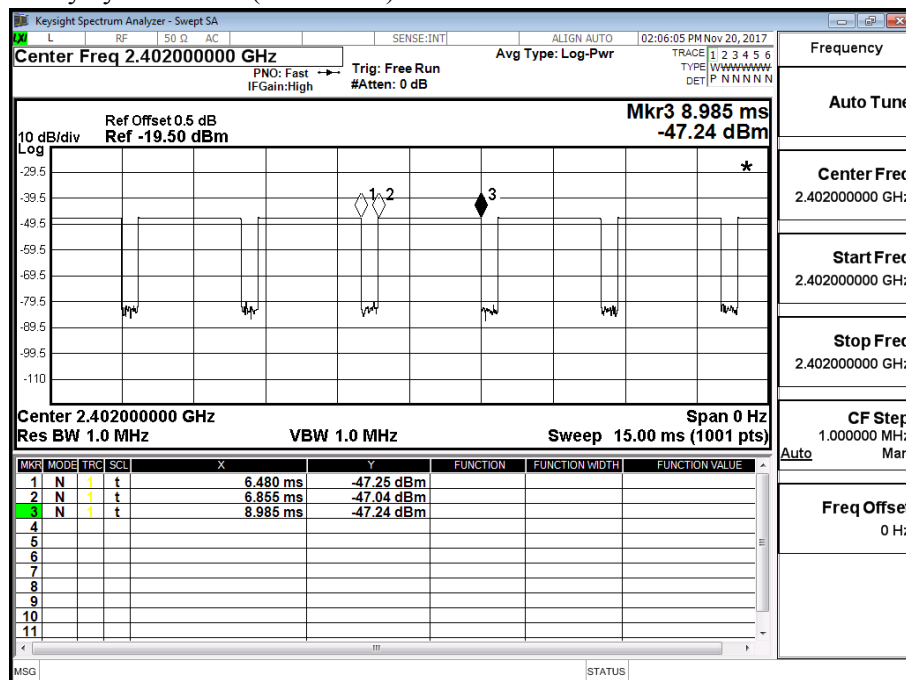 Keysight Spectrum Analyzer - Swept SA
LXI L RF 50 Ω AC SENSE:INT ALIGN AUTO 02:06:05 PM Nov 20, 2017
Center Freq 2.402000000 GHz
PNO: Fast
IFGain:High
Trig: Free Run
#Atten: 0 dB
Avg Type: Log-Pwr
TRACE 1 2 3 4 5 6
TYPE WWWWWW
DET P N N N N N
Frequency
Auto Tune
Center Freq
2.402000000 GHz
Start Freq
2.402000000 GHz
Stop Freq
2.402000000 GHz
CF Step
1.000000 MHz
Auto Man
Freq Offset
0 Hz
Ref Offset 0.5 dB
10 dB/div Ref -19.50 dBm
Log
Mkr3 8.985 ms
-47.24 dBm
-29.5
-39.5
-49.5
-59.5
-69.5
-79.5
-89.5
-99.5
-110
1 2 3
*
Center 2.402000000 GHz Span 0 Hz
Res BW 1.0 MHz VBW 1.0 MHz Sweep 15.00 ms (1001 pts)
MKR MODE TRC SCL X Y FUNCTION FUNCTION WIDTH FUNCTION VALUE
1 N 1 t 6.480 ms -47.25 dBm
2 N 1 t 6.855 ms -47.04 dBm
3 N 1 t 8.985 ms -47.24 dBm
4
5
6
7
8
9
10
11
MSG STATUS